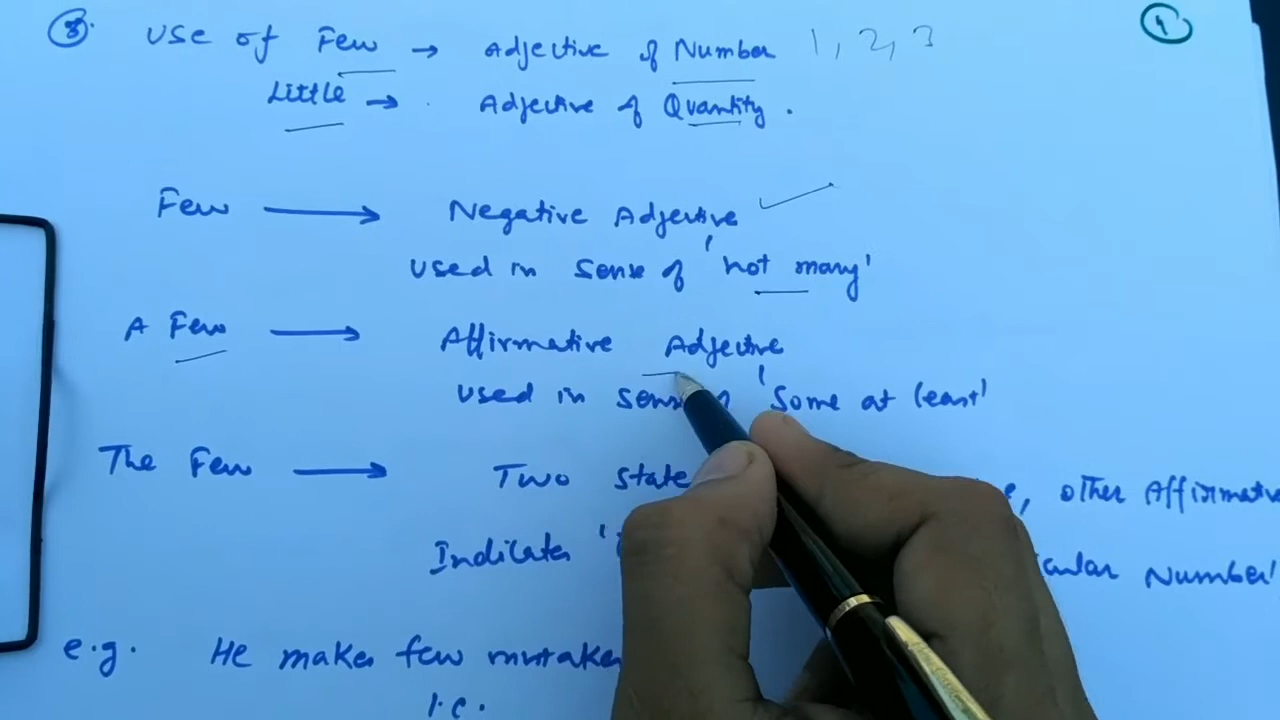 8. Use of Few → Adjective of Number 1, 2, 3
1
Little → Adjective of Quantity.
Few → Negative Adjective ✓
used in sense of 'not many'
A Few → Affirmative Adjective
used in sense 'some at least'
The Few → Two other Affirmative
Indicates Number'
e.g. He makes few mistakes
i.e.